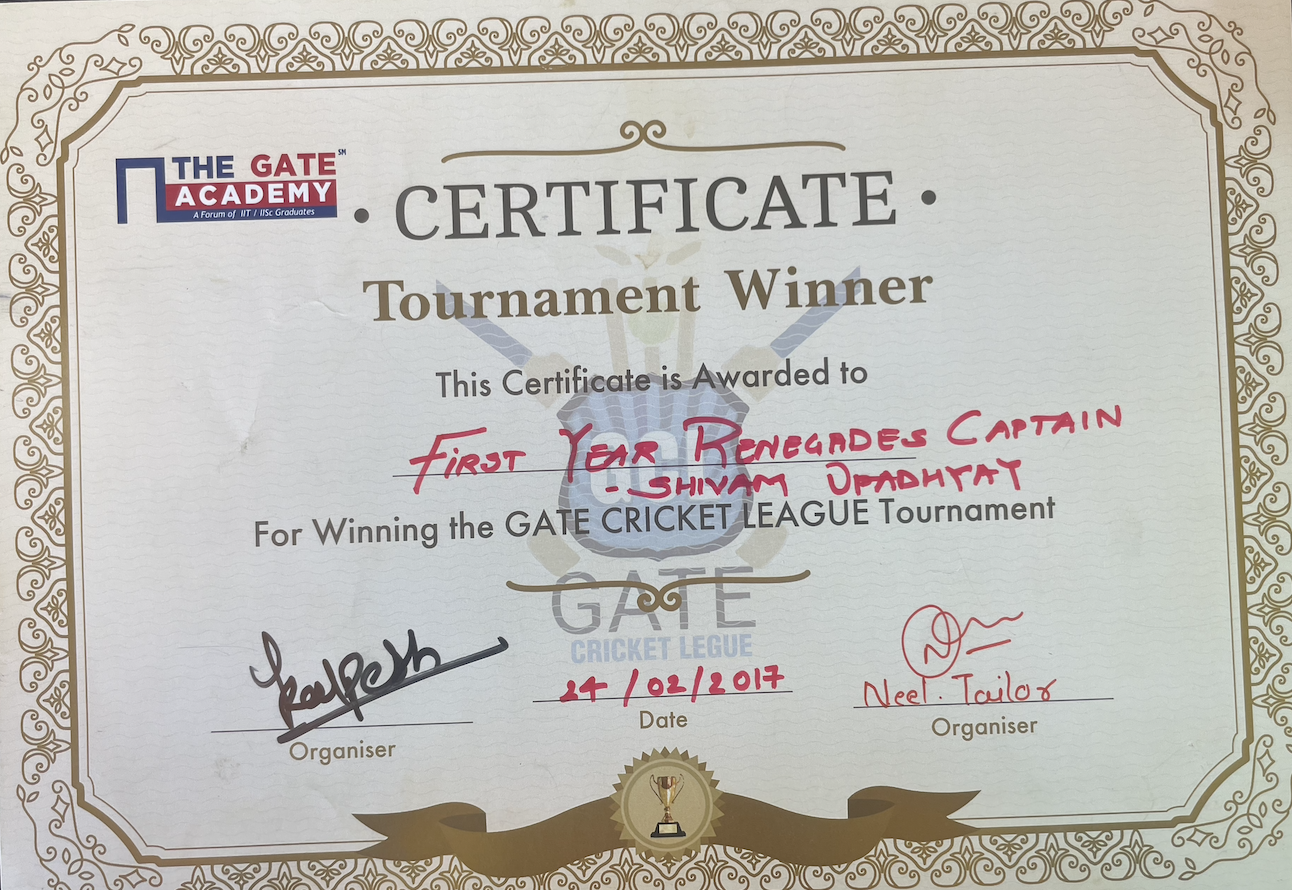 THE GATE℠
ACADEMY
A Forum of IIT / IISc Graduates
• CERTIFICATE •
Tournament Winner
This Certificate is Awarded to
FIRST YEAR RENEGADES CAPTAIN
- SHIVAM UPADHYAY
GCL
For Winning the GATE CRICKET LEAGUE Tournament
GATE
CRICKET LEGUE
24/02/2017
Neel. Tailor
Organiser
Date
Organiser